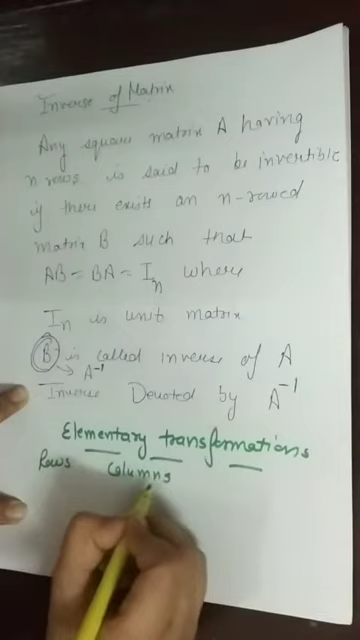 Inverse of Matrix
Any square matrix A having
n rows is said to be invertible
if there exists an n-rowed
matrix B such that
AB = BA = Iₙ where
Iₙ is unit matrix
B is called inverse of A
→ A⁻¹
Inverse Denoted by A⁻¹
Elementary transformations
Rows Columns